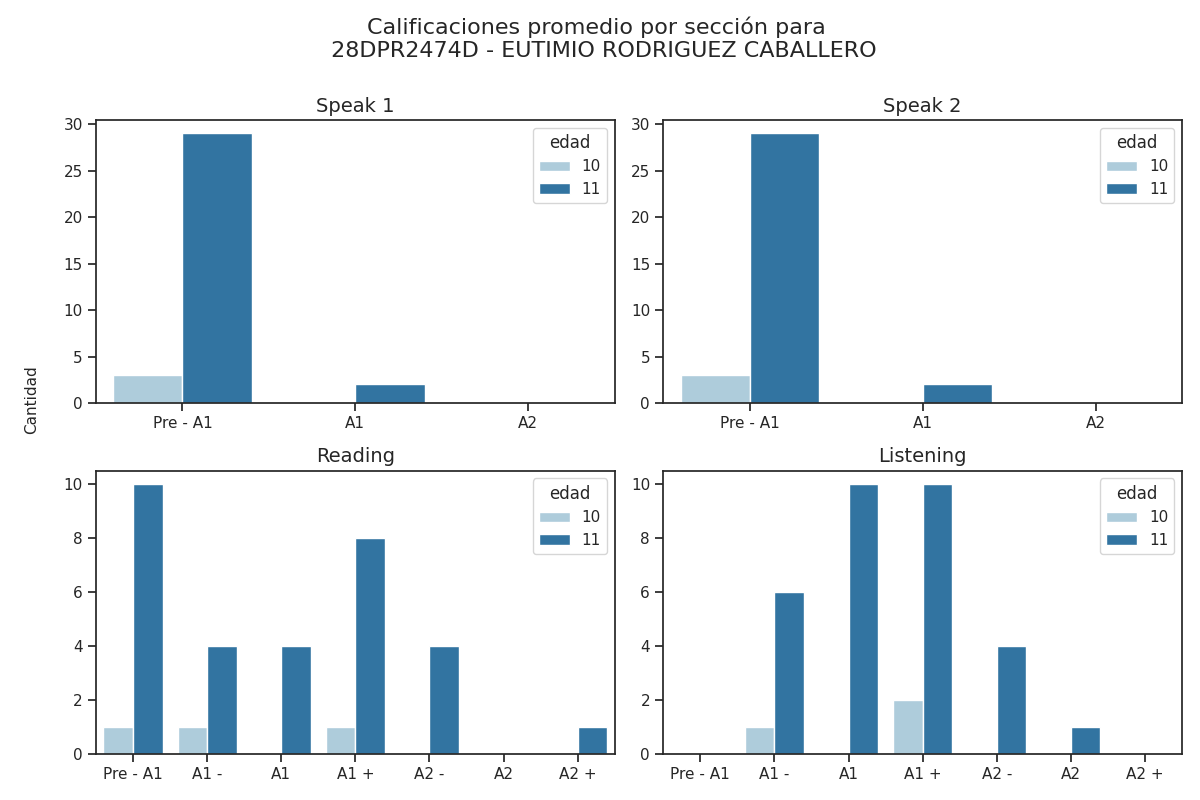 Calificaciones promedio por sección para
28DPR2474D - EUTIMIO RODRIGUEZ CABALLERO
Speak 1
30
25
20
15
10
5
0
Pre - A1
A1
A2
edad
10
11
Speak 2
30
25
20
15
10
5
0
Pre - A1
A1
A2
edad
10
11
Cantidad
Reading
10
8
6
4
2
0
Pre - A1
A1 -
A1
A1 +
A2 -
A2
A2 +
edad
10
11
Listening
10
8
6
4
2
0
Pre - A1
A1 -
A1
A1 +
A2 -
A2
A2 +
edad
10
11